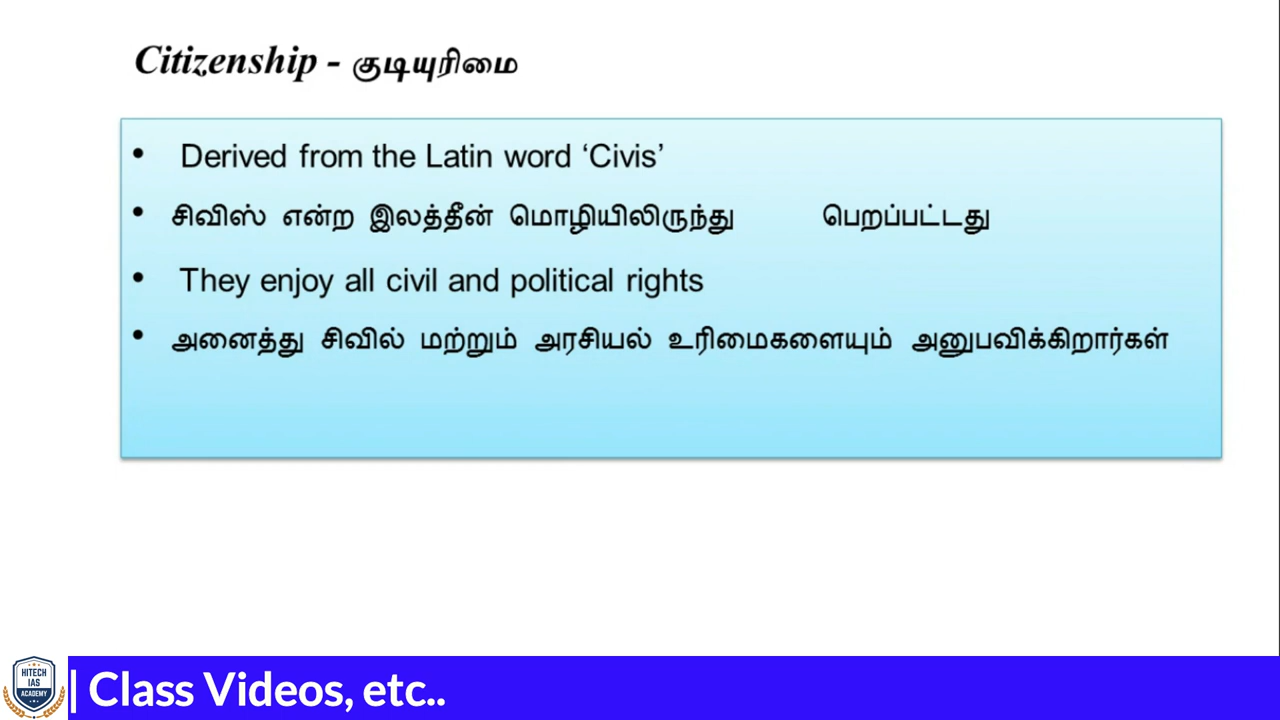 Citizenship - குடியுரிமை
• Derived from the Latin word ‘Civis’
• சிவிஸ் என்ற இலத்தீன் மொழியிலிருந்து பெறப்பட்டது
• They enjoy all civil and political rights
• அனைத்து சிவில் மற்றும் அரசியல் உரிமைகளையும் அனுபவிக்கிறார்கள்
HITECH
IAS
ACADEMY
| Class Videos, etc..